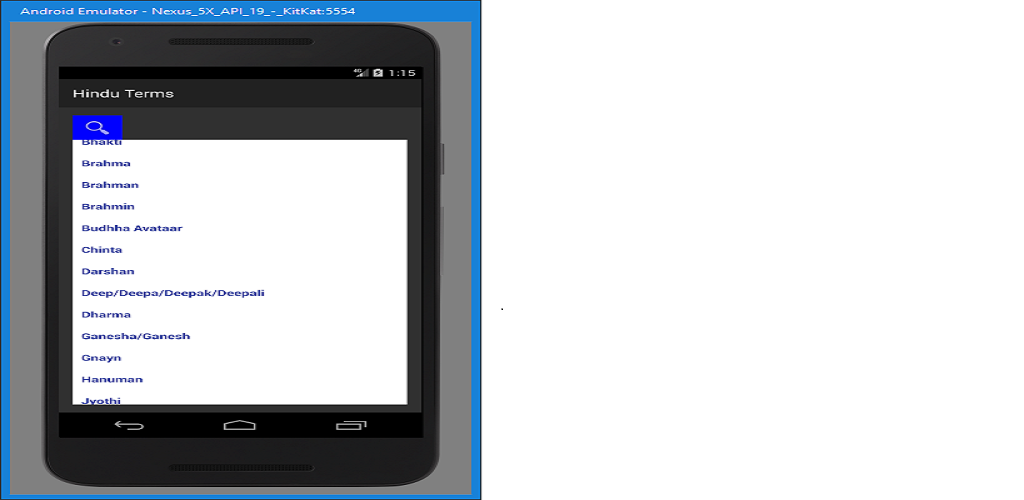 Android Emulator - Nexus_5X_API_19_-_KitKat:5554
4G 1:15
Hindu Terms
Bhakti
Brahma
Brahman
Brahmin
Budhha Avataar
Chinta
Darshan
Deep/Deepa/Deepak/Deepali
Dharma
Ganesha/Ganesh
Gnayn
Hanuman
Jyothi
.